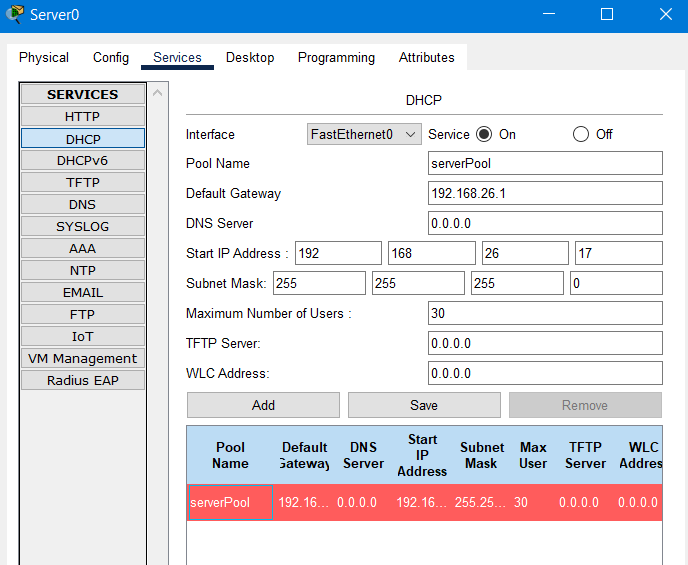 Server0
Physical Config Services Desktop Programming Attributes
SERVICES
HTTP
DHCP
DHCPv6
TFTP
DNS
SYSLOG
AAA
NTP
EMAIL
FTP
IoT
VM Management
Radius EAP
DHCP
Interface FastEthernet0 Service On Off
Pool Name serverPool
Default Gateway 192.168.26.1
DNS Server 0.0.0.0
Start IP Address : 192 168 26 17
Subnet Mask: 255 255 255 0
Maximum Number of Users : 30
TFTP Server: 0.0.0.0
WLC Address: 0.0.0.0
Add Save Remove
Pool Name Default Gateway DNS Server Start IP Address Subnet Mask Max User TFTP Server WLC Addres
serverPool 192.16... 0.0.0.0 192.16... 255.25... 30 0.0.0.0 0.0.0.0